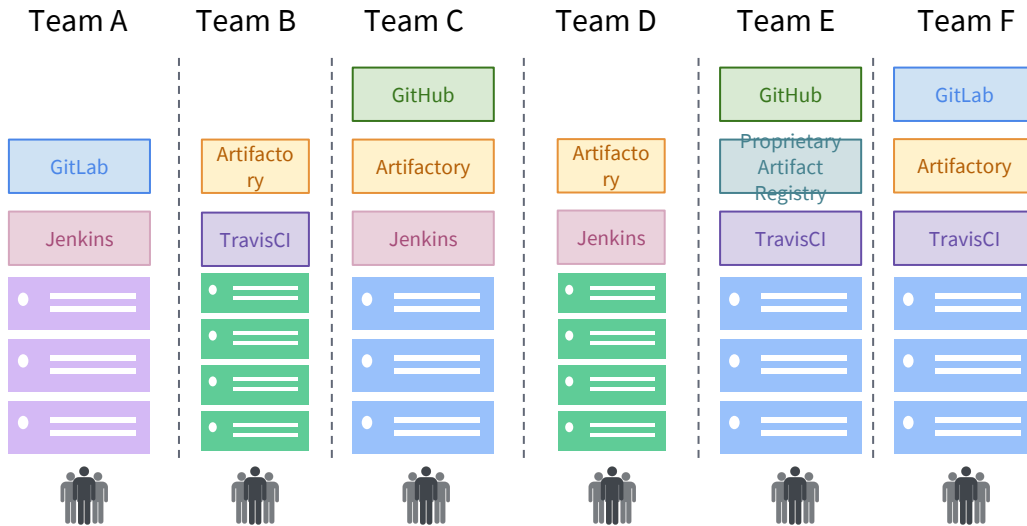 Team A
Team B
Team C
Team D
Team E
Team F
GitHub
GitHub
GitLab
GitLab
Artifacto
ry
Artifactory
Artifacto
ry
Proprietary
Artifact
Registry
Artifactory
Jenkins
TravisCI
Jenkins
Jenkins
TravisCI
TravisCI